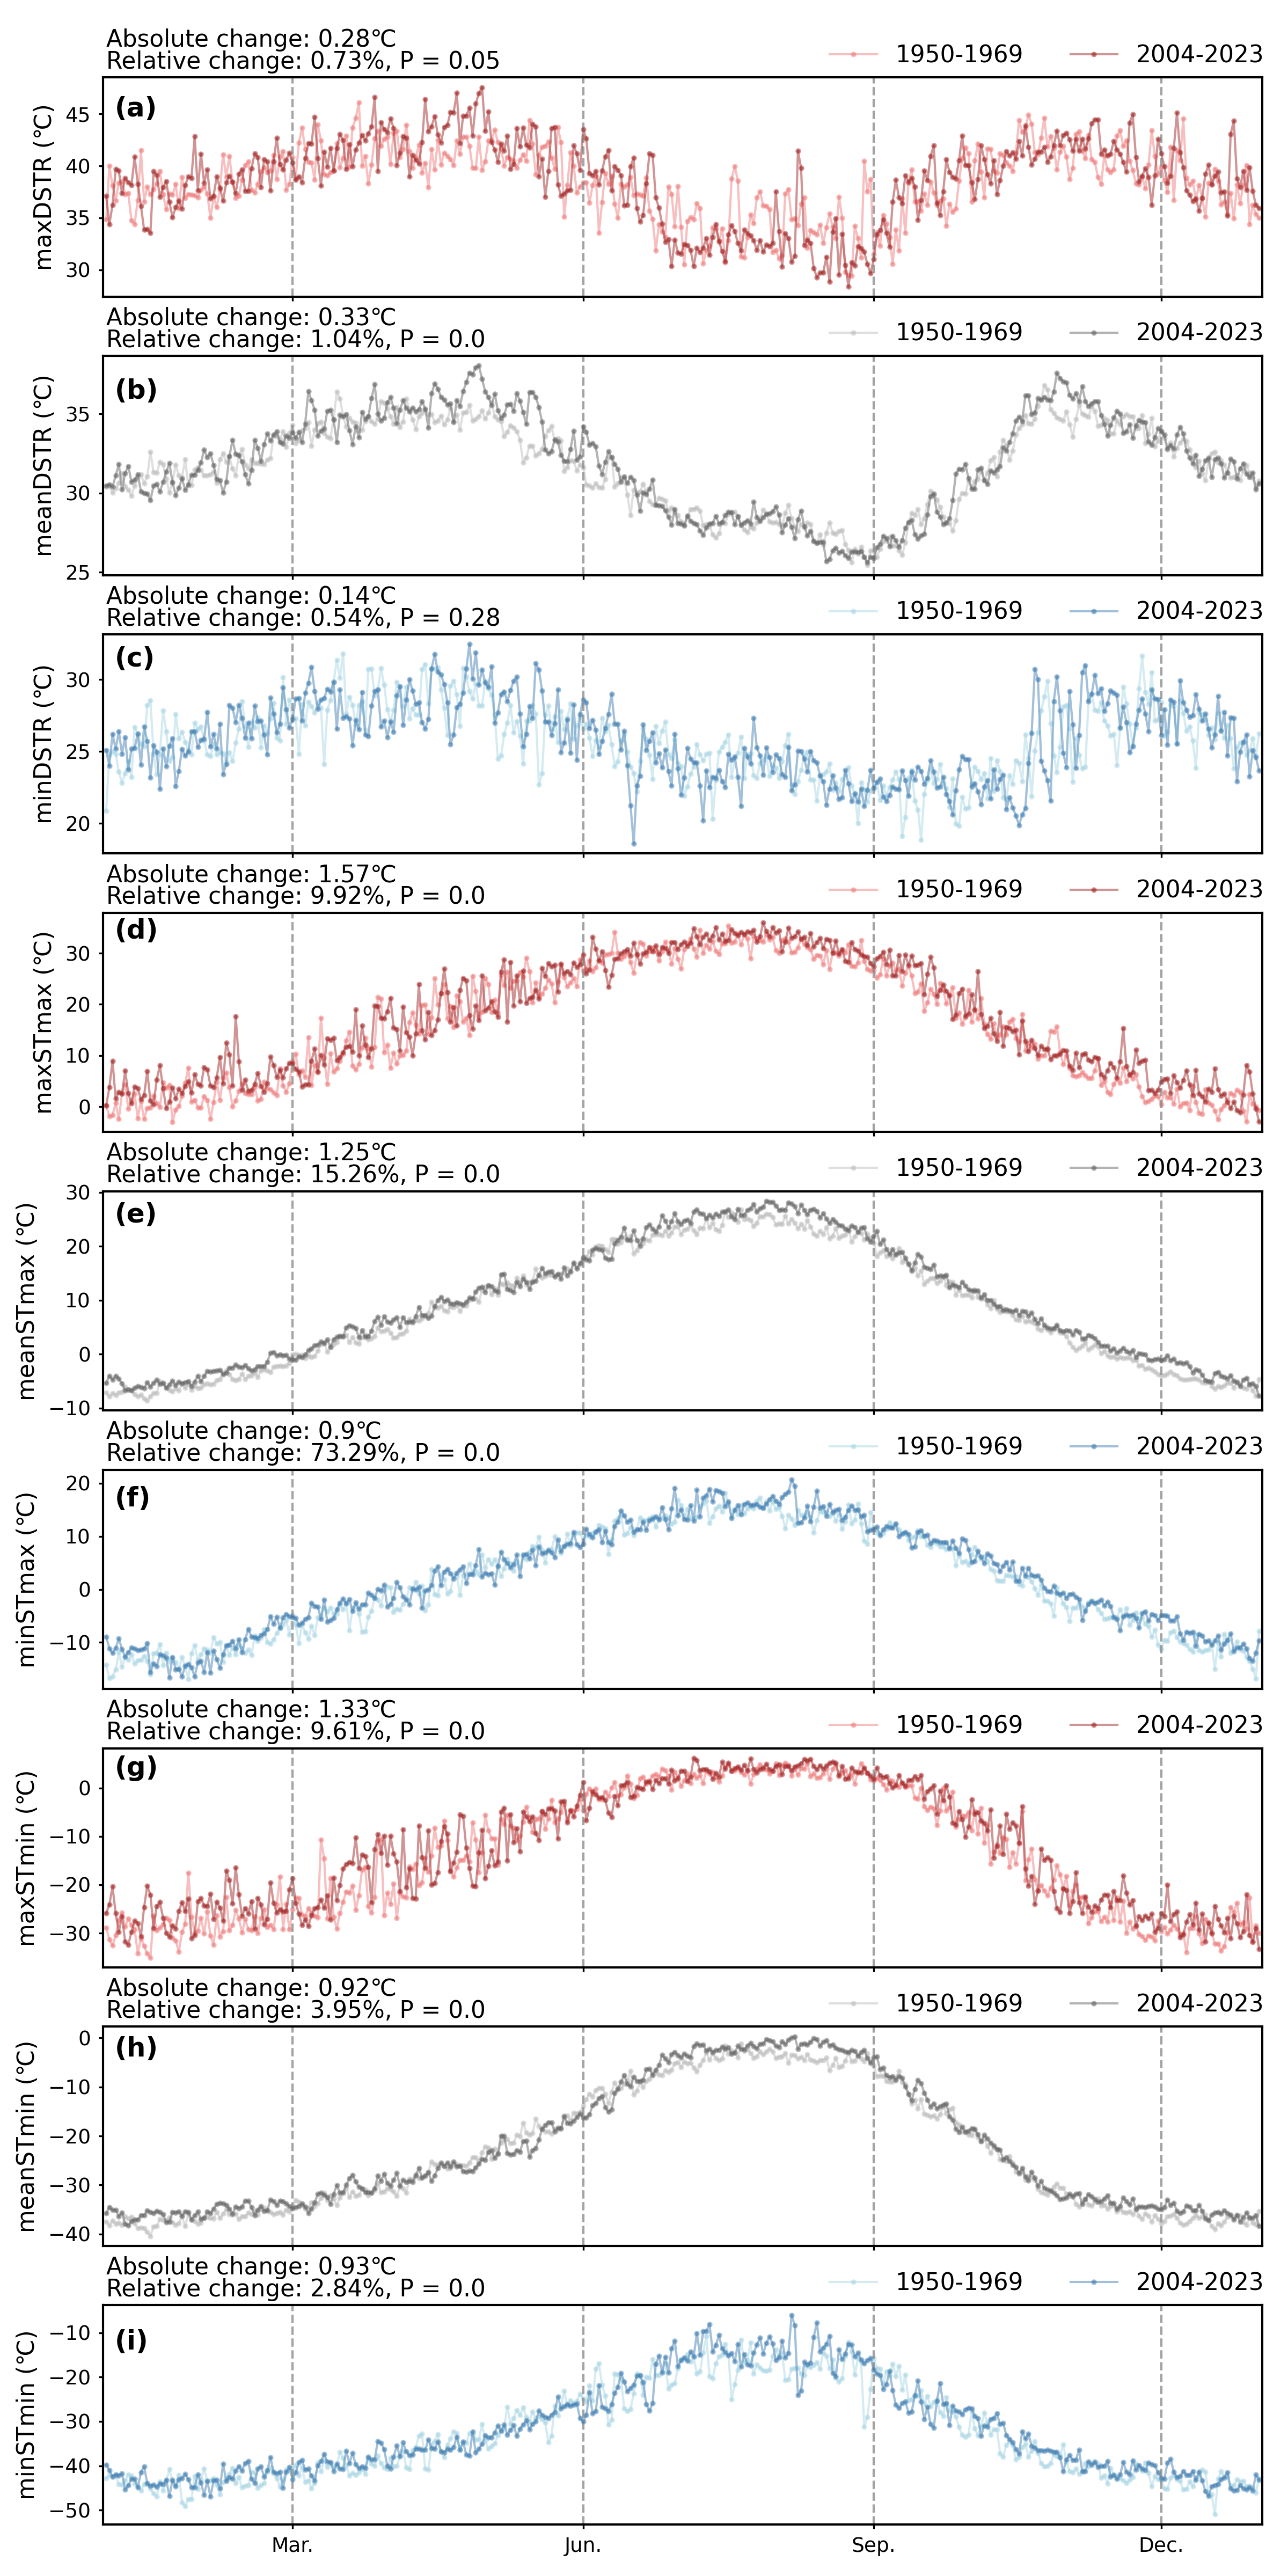 Absolute change: 0.28℃
Relative change: 0.73%, P = 0.05
1950-1969 2004-2023
(a)
maxDSTR (℃)
45
40
35
30
Absolute change: 0.33℃
Relative change: 1.04%, P = 0.0
1950-1969 2004-2023
(b)
meanDSTR (℃)
35
30
25
Absolute change: 0.14℃
Relative change: 0.54%, P = 0.28
1950-1969 2004-2023
(c)
minDSTR (℃)
30
25
20
Absolute change: 1.57℃
Relative change: 9.92%, P = 0.0
1950-1969 2004-2023
(d)
maxSTmax (℃)
30
20
10
0
Absolute change: 1.25℃
Relative change: 15.26%, P = 0.0
1950-1969 2004-2023
(e)
meanSTmax (℃)
30
20
10
0
−10
Absolute change: 0.9℃
Relative change: 73.29%, P = 0.0
1950-1969 2004-2023
(f)
minSTmax (℃)
20
10
0
−10
Absolute change: 1.33℃
Relative change: 9.61%, P = 0.0
1950-1969 2004-2023
(g)
maxSTmin (℃)
0
−10
−20
−30
Absolute change: 0.92℃
Relative change: 3.95%, P = 0.0
1950-1969 2004-2023
(h)
meanSTmin (℃)
0
−10
−20
−30
−40
Absolute change: 0.93℃
Relative change: 2.84%, P = 0.0
1950-1969 2004-2023
(i)
minSTmin (℃)
−10
−20
−30
−40
−50
Mar. Jun. Sep. Dec.